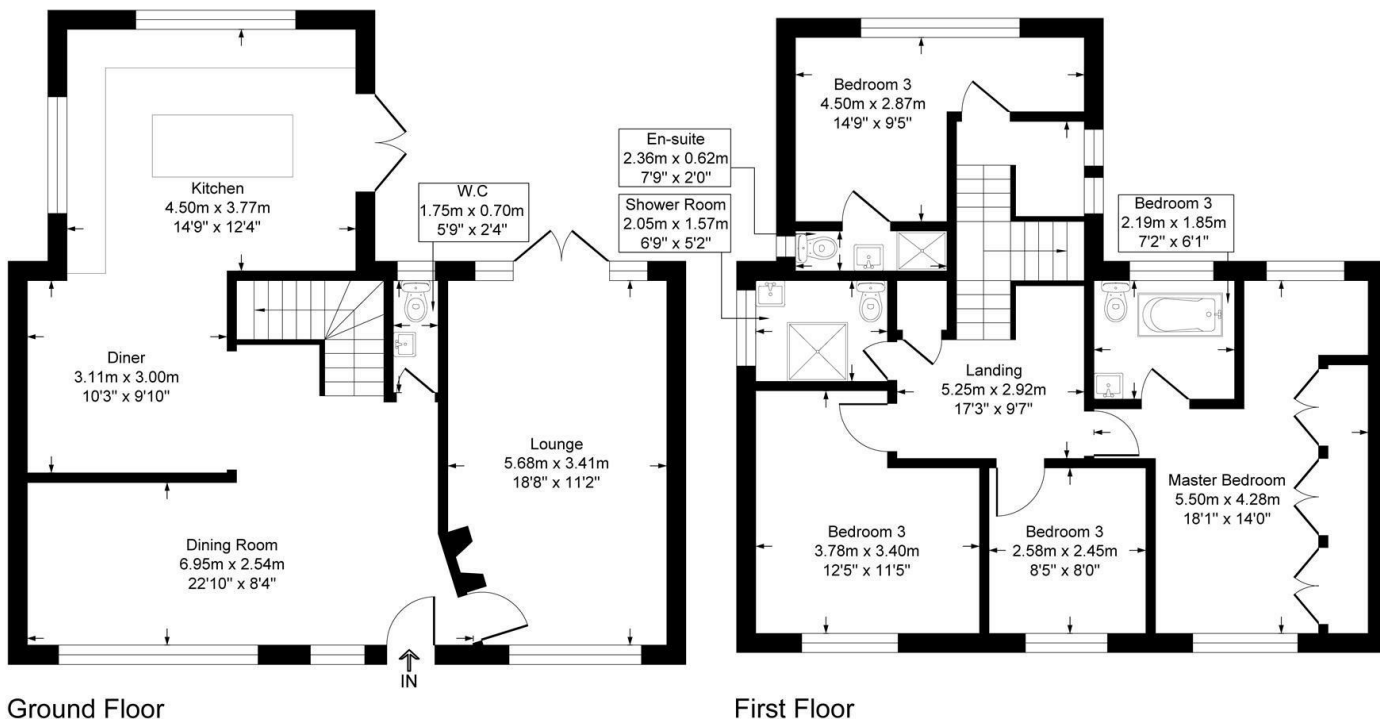 Kitchen
4.50m x 3.77m
14'9" x 12'4"
W.C
1.75m x 0.70m
5'9" x 2'4"
Diner
3.11m x 3.00m
10'3" x 9'10"
Lounge
5.68m x 3.41m
18'8" x 11'2"
Dining Room
6.95m x 2.54m
22'10" x 8'4"
IN
Ground Floor
Bedroom 3
4.50m x 2.87m
14'9" x 9'5"
En-suite
2.36m x 0.62m
7'9" x 2'0"
Shower Room
2.05m x 1.57m
6'9" x 5'2"
Bedroom 3
2.19m x 1.85m
7'2" x 6'1"
Landing
5.25m x 2.92m
17'3" x 9'7"
Master Bedroom
5.50m x 4.28m
18'1" x 14'0"
Bedroom 3
3.78m x 3.40m
12'5" x 11'5"
Bedroom 3
2.58m x 2.45m
8'5" x 8'0"
First Floor